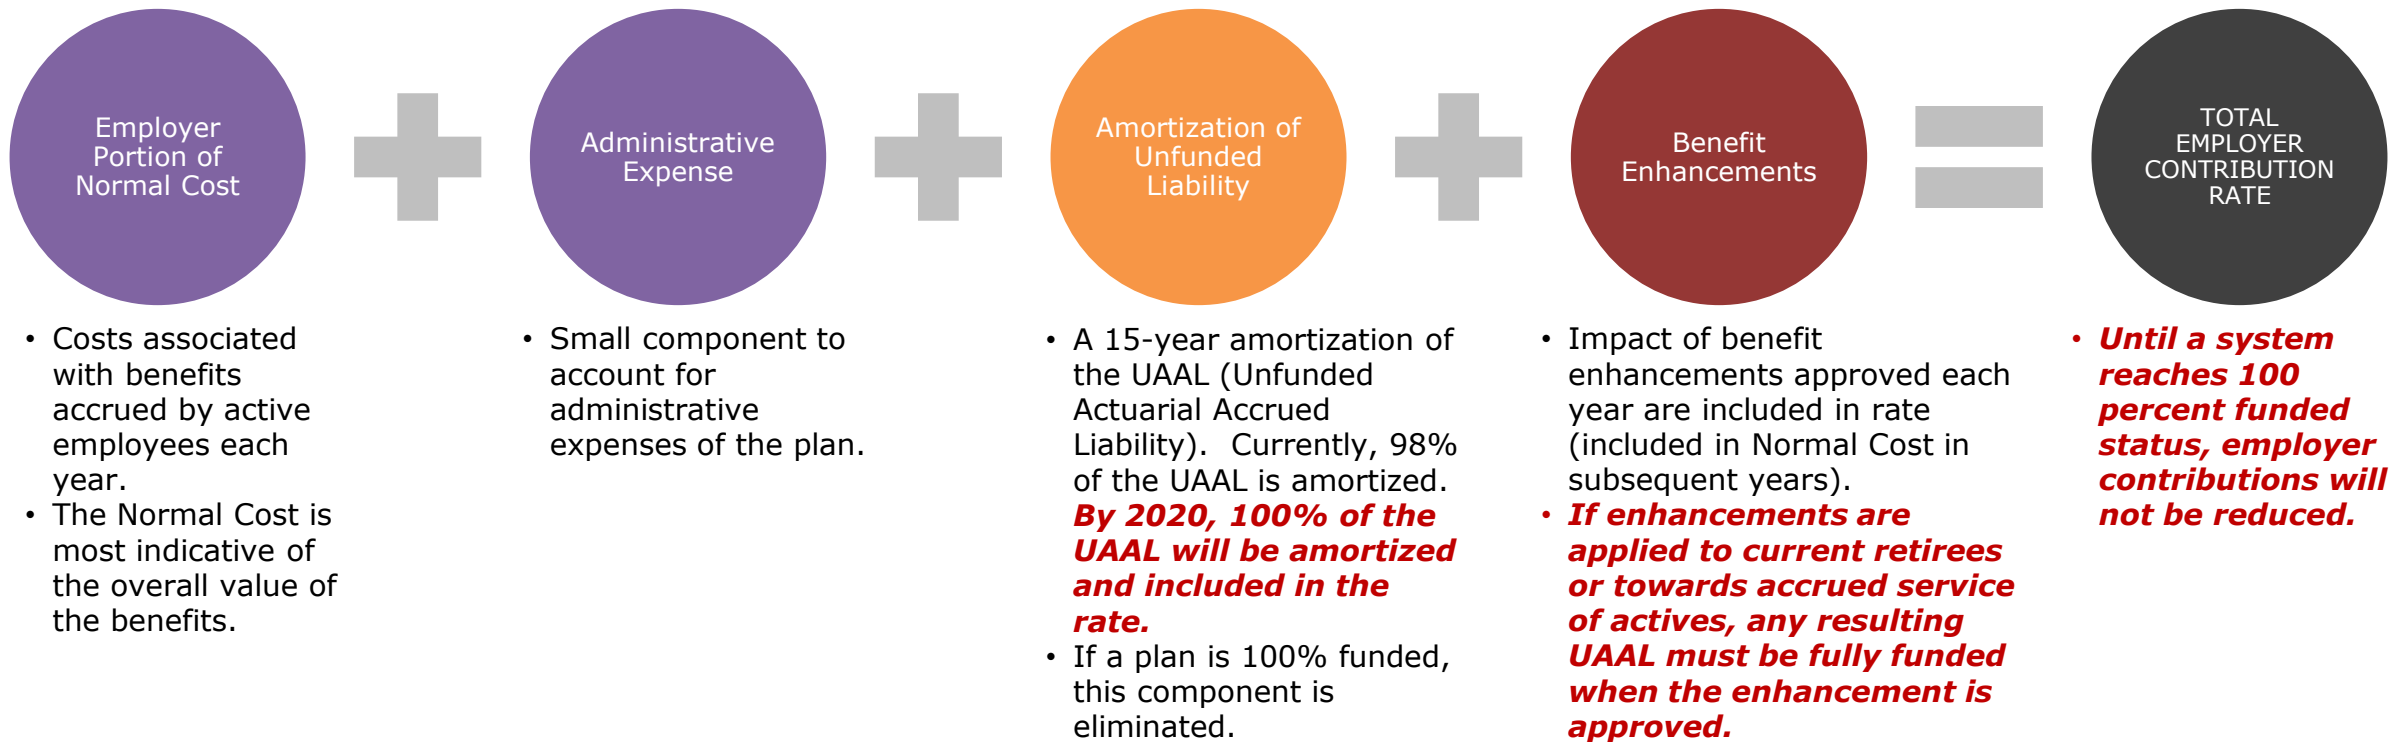 Employer
Portion of
Normal Cost
Administrative
Expense
Amortization of
Unfunded
Liability
Benefit
Enhancements
TOTAL
EMPLOYER
CONTRIBUTION
RATE
• Costs associated
with benefits
accrued by active
employees each
year.
• The Normal Cost is
most indicative of
the overall value of
the benefits.
• Small component to
account for
administrative
expenses of the plan.
• A 15-year amortization of
the UAAL (Unfunded
Actuarial Accrued
Liability).  Currently, 98%
of the UAAL is amortized.
By 2020, 100% of the
UAAL will be amortized
and included in the
rate.
• If a plan is 100% funded,
this component is
eliminated.
• Impact of benefit
enhancements approved each
year are included in rate
(included in Normal Cost in
subsequent years).
• If enhancements are
applied to current retirees
or towards accrued service
of actives, any resulting
UAAL must be fully funded
when the enhancement is
approved.
• Until a system
reaches 100
percent funded
status, employer
contributions will
not be reduced.